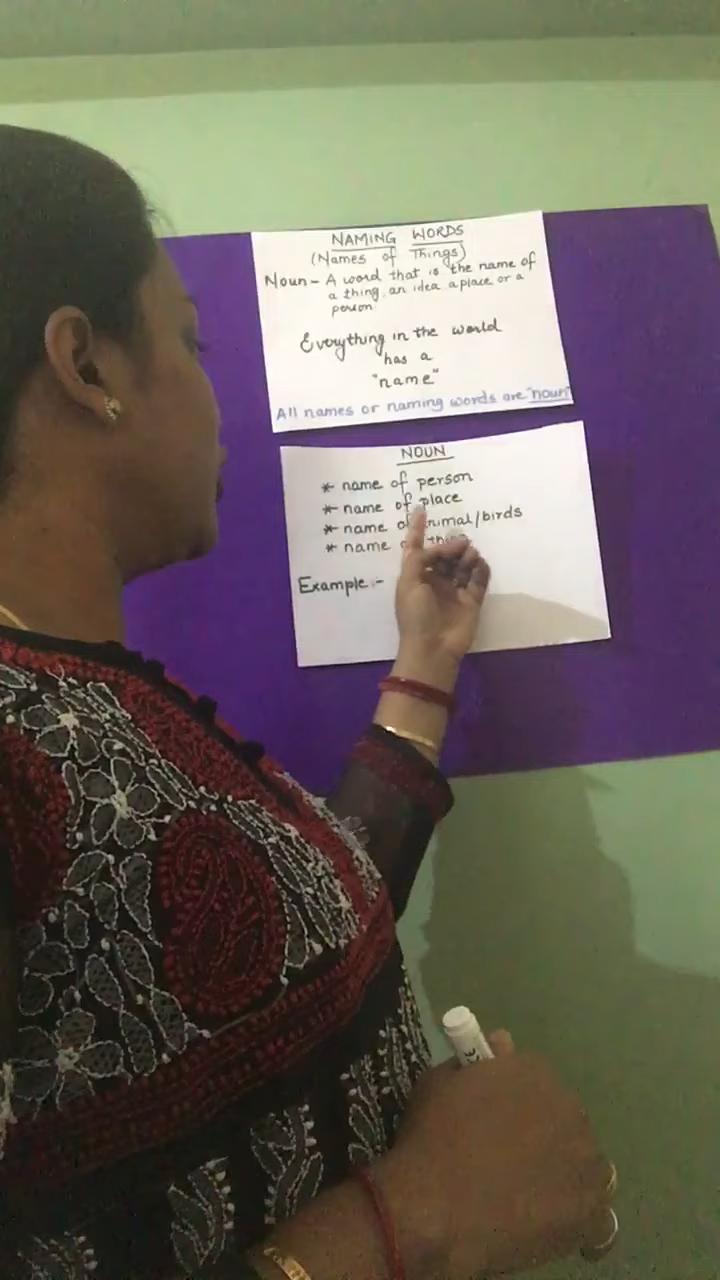 NAMING WORDS
(Names of Things)
Noun - A word that is the name of
a thing, an idea a place or a
person
Everything in the world
has a
"name"
All names or naming words are "noun"
NOUN
* name of person
* name of place
* name of animal/birds
* name
Example :-